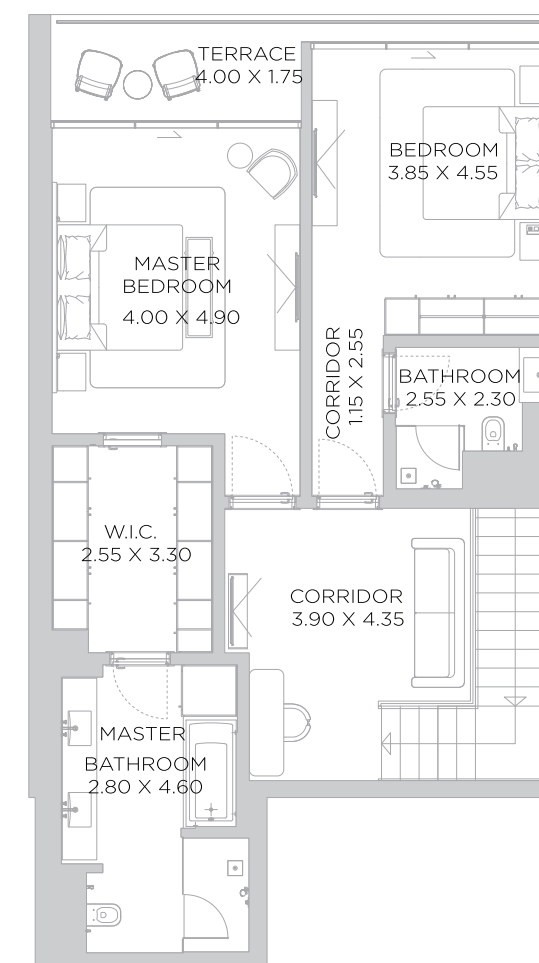 TERRACE
4.00 X 1.75
BEDROOM
3.85 X 4.55
MASTER
BEDROOM
4.00 X 4.90
CORRIDOR
1.15 X 2.55
BATHROOM
2.55 X 2.30
W.I.C.
2.55 X 3.30
CORRIDOR
3.90 X 4.35
MASTER
BATHROOM
2.80 X 4.60